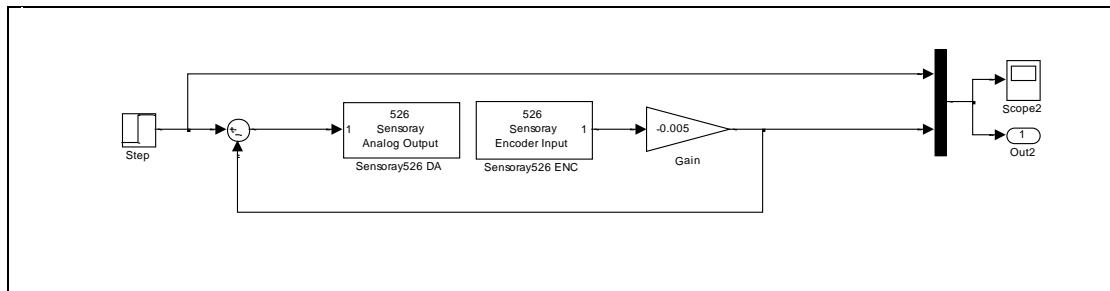 Step
1
526
Sensoray
Analog Output
Sensoray526 DA
526
Sensoray
Encoder Input
1
Sensoray526 ENC
-0.005
Gain
Scope2
1
Out2